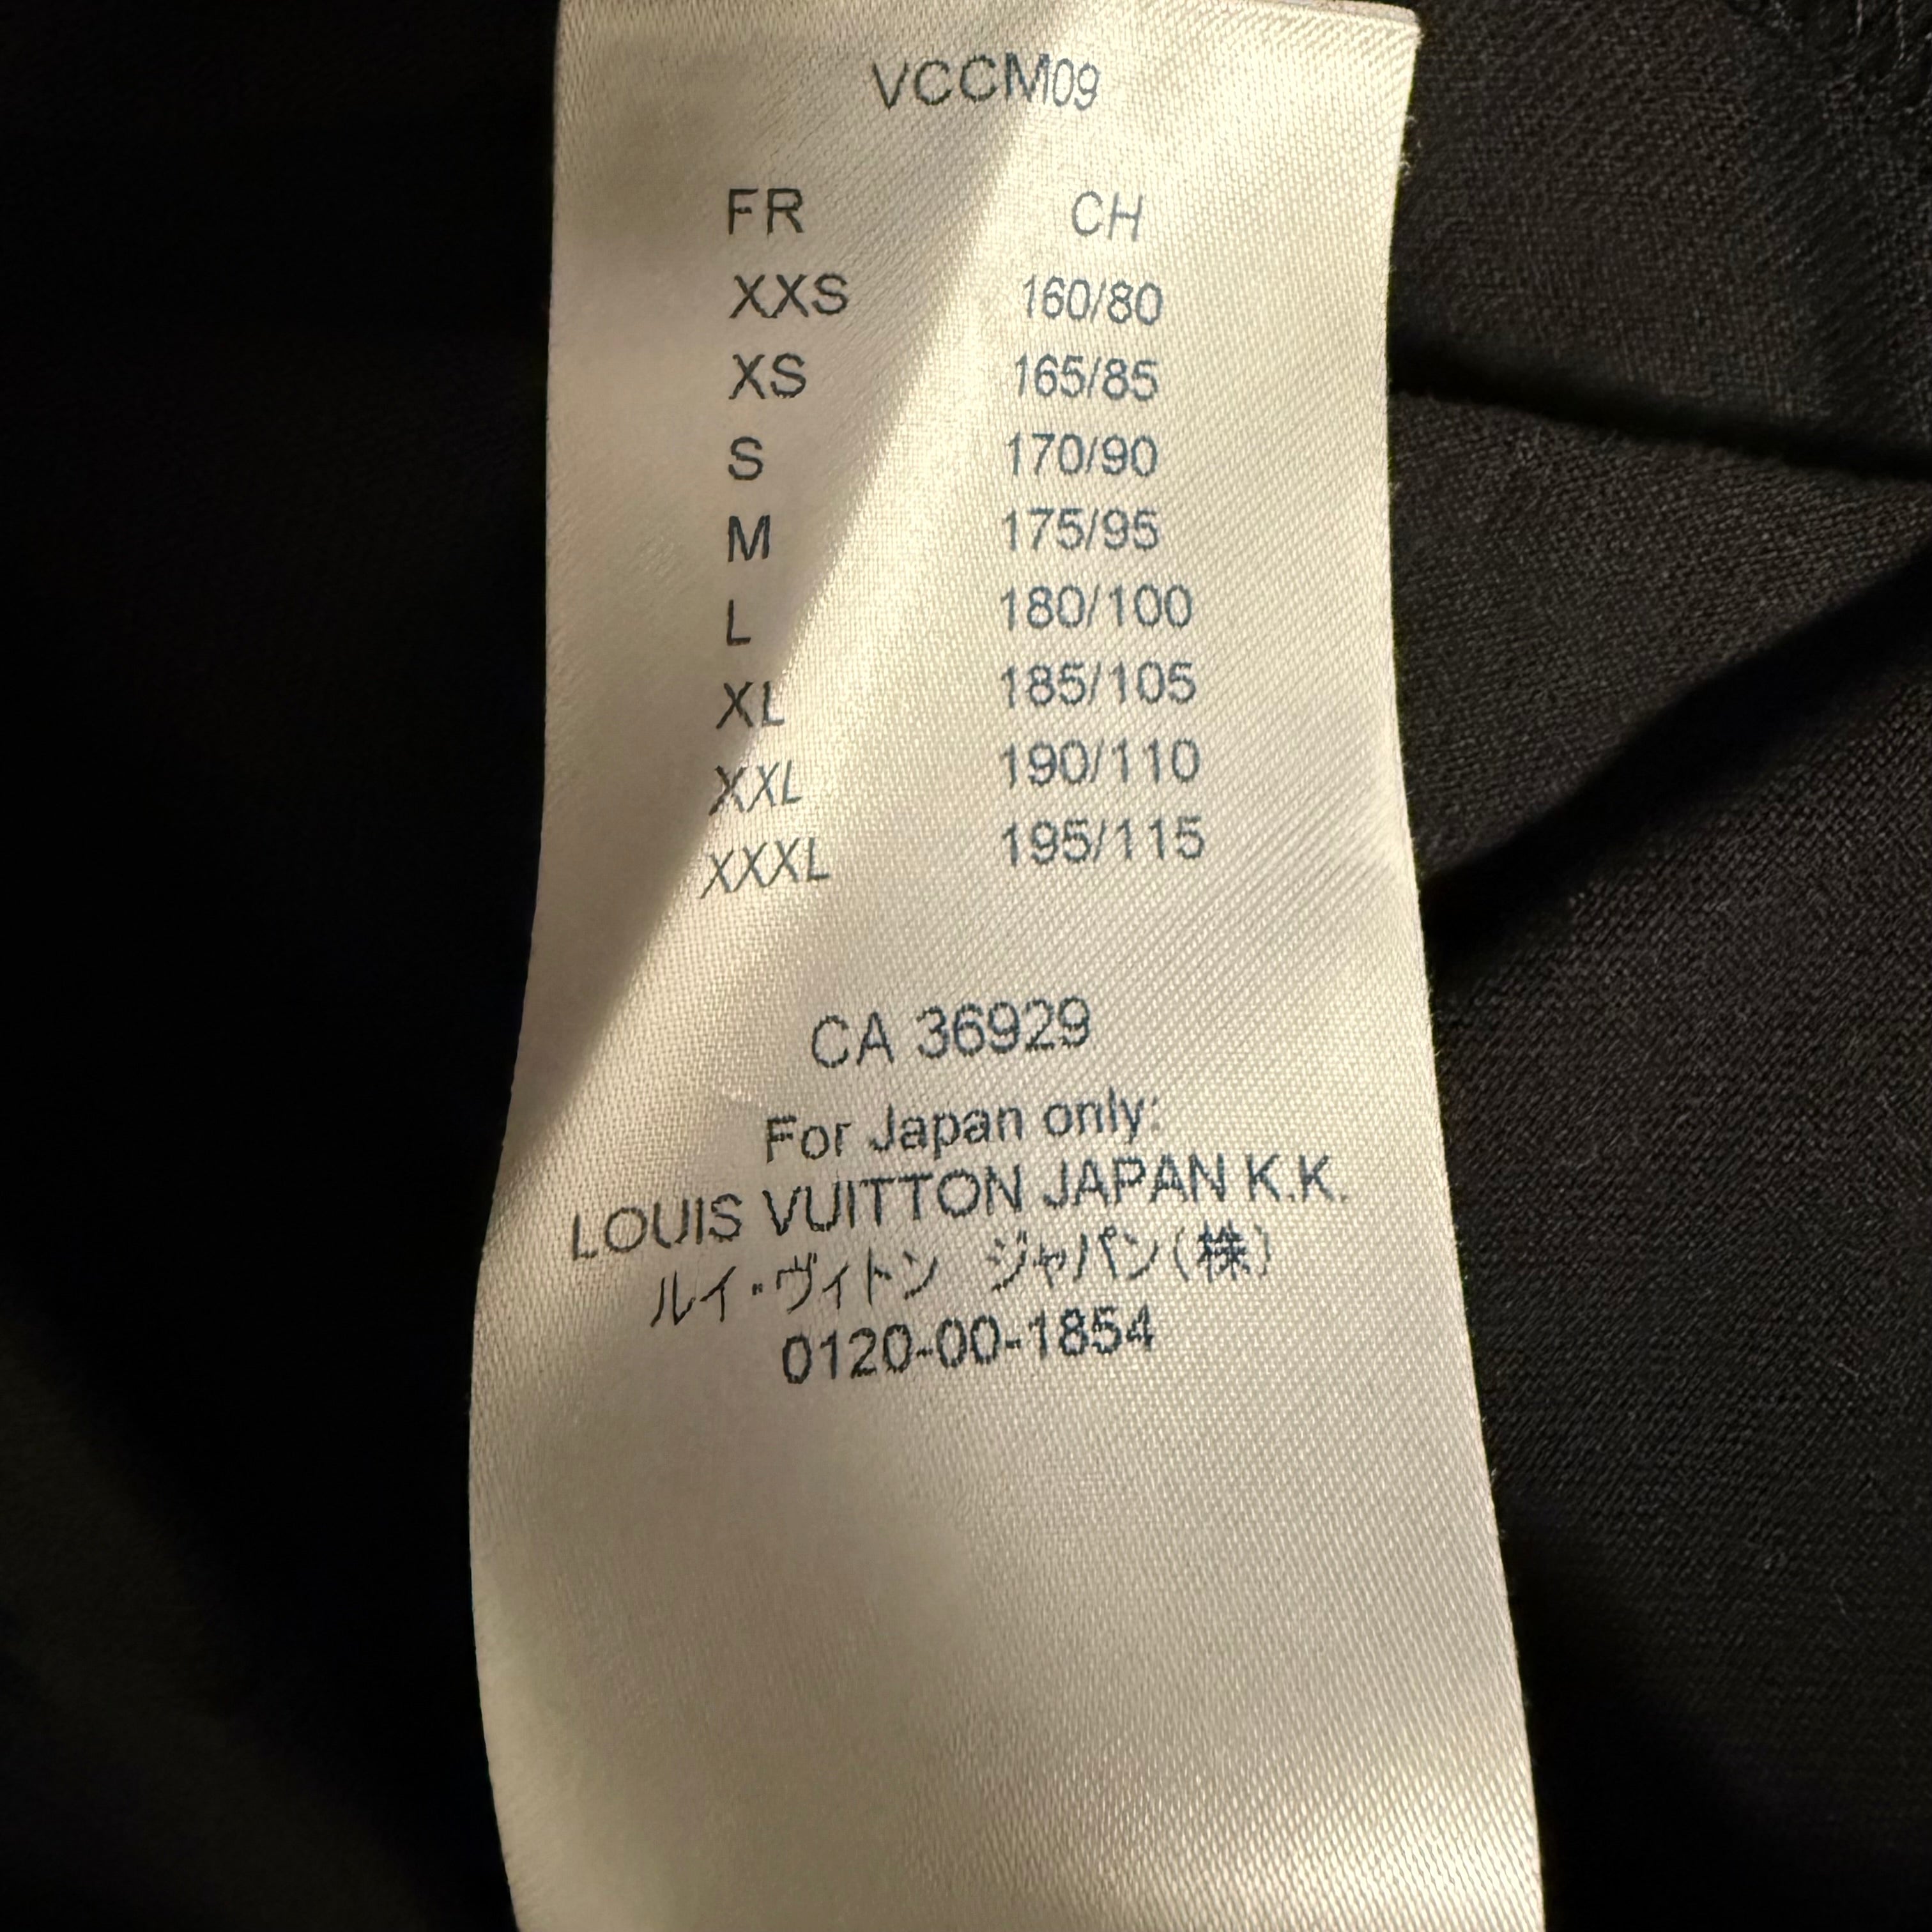 VCCM09
FR CH
XXS 160/80
XS 165/85
S 170/90
M 175/95
L 180/100
XL 185/105
XXL 190/110
XXXL 195/115
CA 36929
For Japan only:
LOUIS VUITTON JAPAN K.K.
ルイ・ヴィトン ジャパン(株)
0120-00-1854